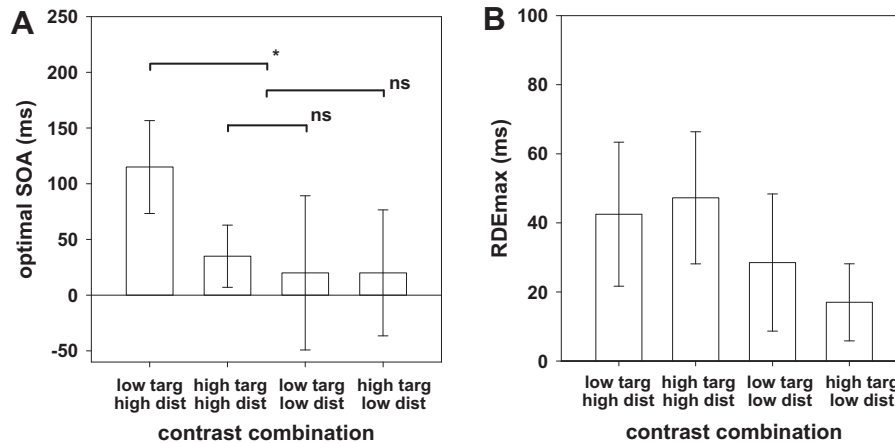 A
250
200
150
100
50
0
-50
optimal SOA (ms)
*
ns
ns
low targ high targ low targ high targ
high dist high dist low dist low dist
contrast combination
B
100
80
60
40
20
0
RDEmax (ms)
low targ high targ low targ high targ
high dist high dist low dist low dist
contrast combination